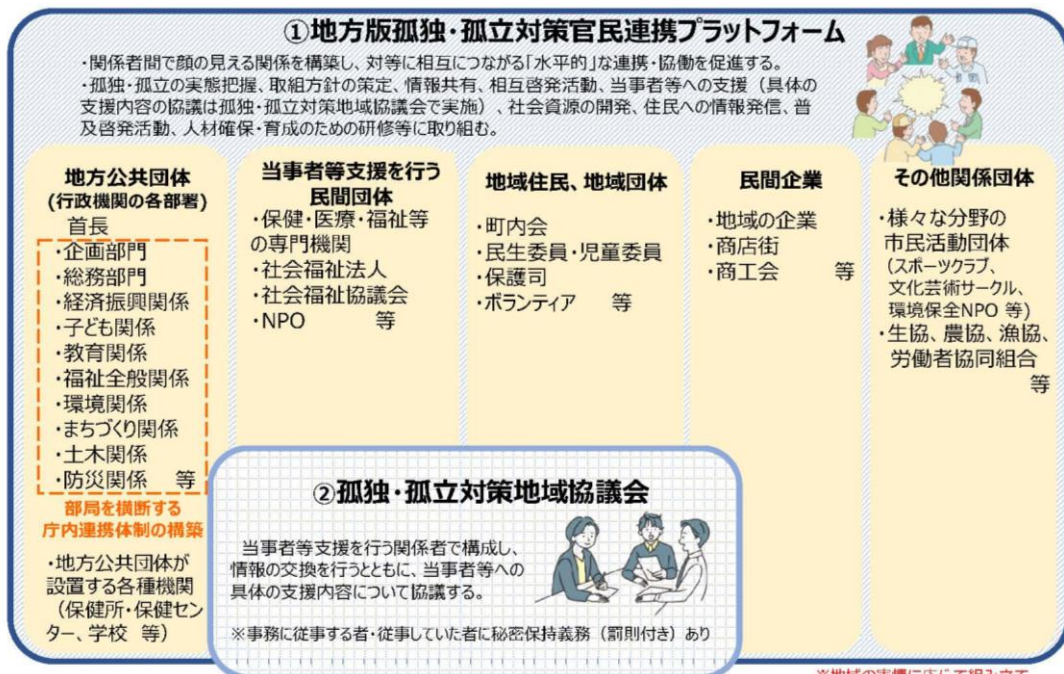 ①地方版孤独・孤立対策官民連携プラットフォーム
・関係者間で顔の見える関係を構築し、対等に相互につながる「水平的」な連携・協働を促進する。
・孤独・孤立の実態把握、取組方針の策定、情報共有、相互啓発活動、当事者等への支援（具体の
支援内容の協議は孤独・孤立対策地域協議会で実施）、社会資源の開発、住民への情報発信、普
及啓発活動、人材確保・育成のための研修等に取り組む。
地方公共団体
(行政機関の各部署)
首長
・企画部門
・総務部門
・経済振興関係
・子ども関係
・教育関係
・福祉全般関係
・環境関係
・まちづくり関係
・土木関係
・防災関係　等
部局を横断する
庁内連携体制の構築
・地方公共団体が
設置する各種機関
（保健所・保健セン
ター、学校 等）
当事者等支援を行う
民間団体
・保健・医療・福祉等
の専門機関
・社会福祉法人
・社会福祉協議会
・NPO　　　等
地域住民、地域団体
・町内会
・民生委員・児童委員
・保護司
・ボランティア　　等
民間企業
・地域の企業
・商店街
・商工会　　　等
その他関係団体
・様々な分野の
市民活動団体
（スポーツクラブ、
文化芸術サークル、
環境保全NPO 等）
・生協、農協、漁協、
労働者協同組合
等
②孤独・孤立対策地域協議会
当事者等支援を行う関係者で構成し、
情報の交換を行うとともに、当事者等への
具体の支援内容について協議する。
※事務に従事する者・従事していた者に秘密保持義務（罰則付き）あり